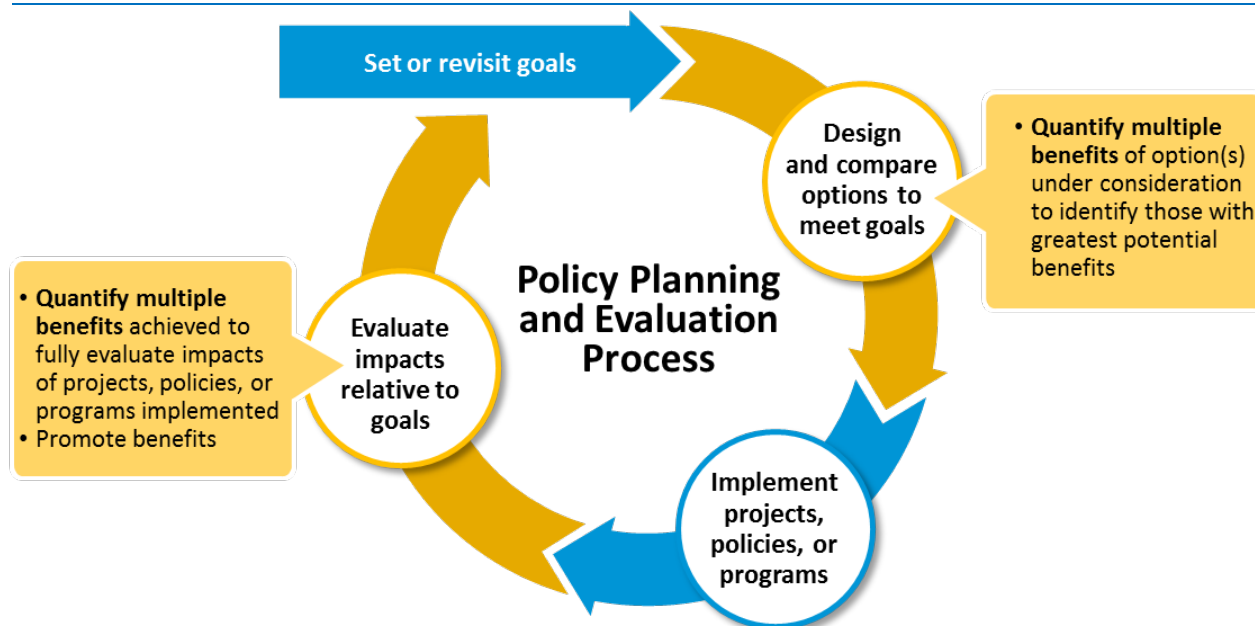 Set or revisit goals
Design
and compare
options to
meet goals
• Quantify multiple
benefits of option(s)
under consideration
to identify those with
greatest potential
benefits
Policy Planning
and Evaluation
Process
• Quantify multiple
benefits achieved to
fully evaluate impacts
of projects, policies, or
programs implemented
• Promote benefits
Evaluate
impacts
relative to
goals
Implement
projects,
policies, or
programs